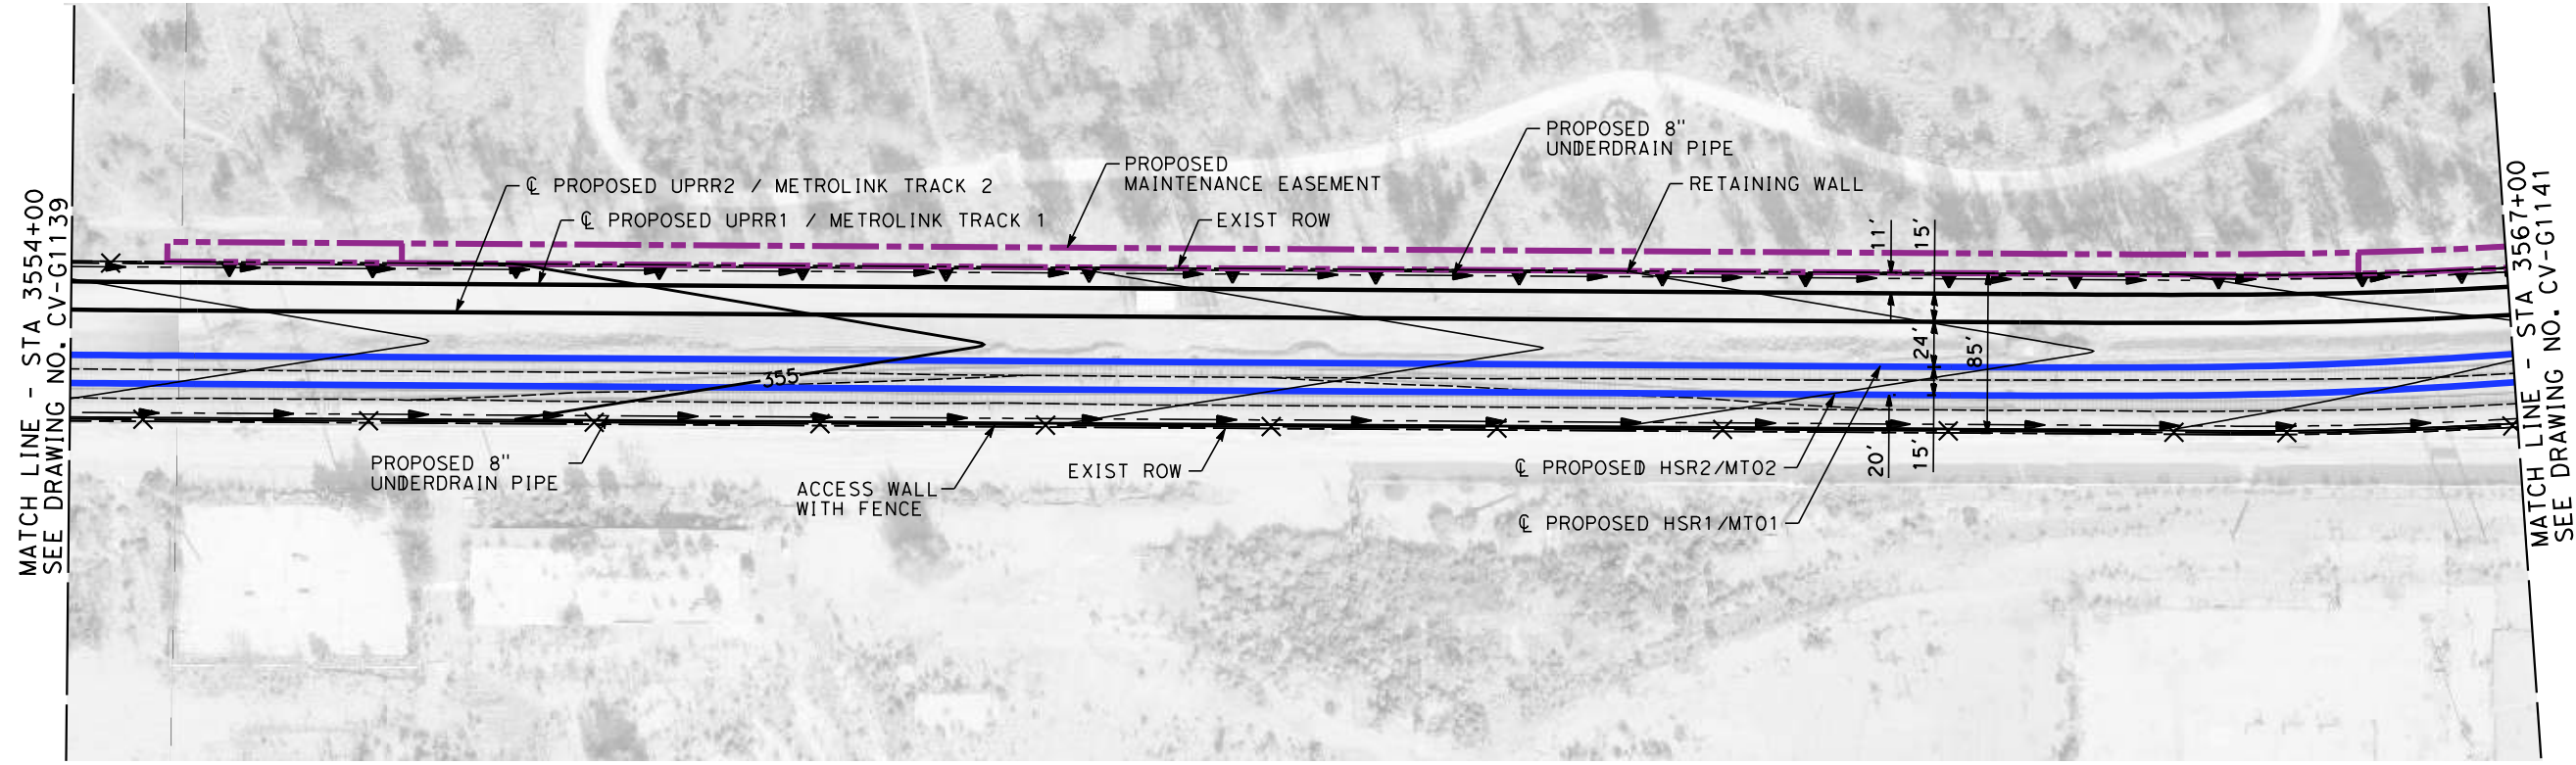 MATCH LINE - STA 3554+00
SEE DRAWING NO. CV-G1139
℄ PROPOSED UPRR2 / METROLINK TRACK 2
℄ PROPOSED UPRR1 / METROLINK TRACK 1
PROPOSED
MAINTENANCE EASEMENT
EXIST ROW
PROPOSED 8"
UNDERDRAIN PIPE
RETAINING WALL
11'
15'
24'
85'
20'
15'
355
PROPOSED 8"
UNDERDRAIN PIPE
ACCESS WALL
WITH FENCE
EXIST ROW
℄ PROPOSED HSR2/MT02
℄ PROPOSED HSR1/MT01
MATCH LINE - STA 3567+00
SEE DRAWING NO. CV-G1141